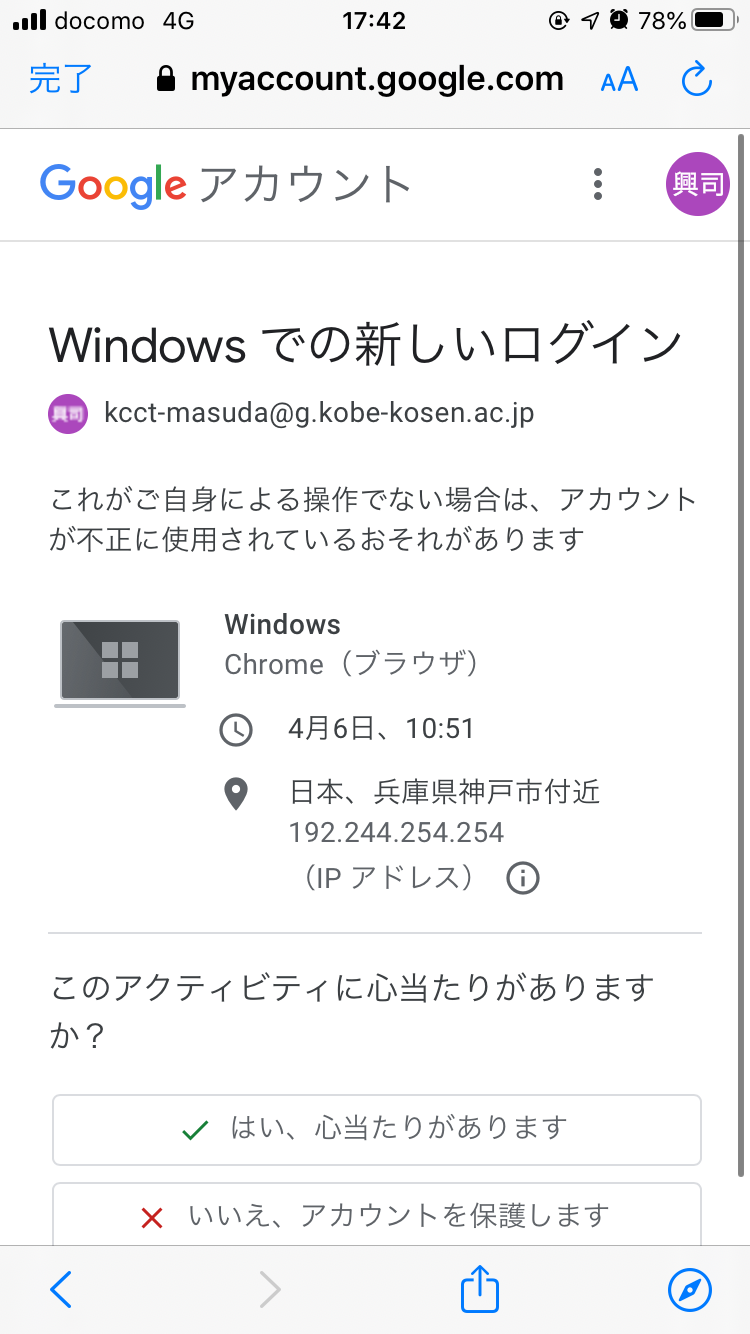 docomo 4G 17:42 78%
完了 myaccount.google.com AA
Google アカウント 興司
Windows での新しいログイン
興司 kcct-masuda@g.kobe-kosen.ac.jp
これがご自身による操作でない場合は、アカウント
が不正に使用されているおそれがあります
Windows
Chrome（ブラウザ）
4月6日、10:51
日本、兵庫県神戸市付近
192.244.254.254
（IP アドレス）
このアクティビティに心当たりがあります
か？
はい、心当たりがあります
いいえ、アカウントを保護します